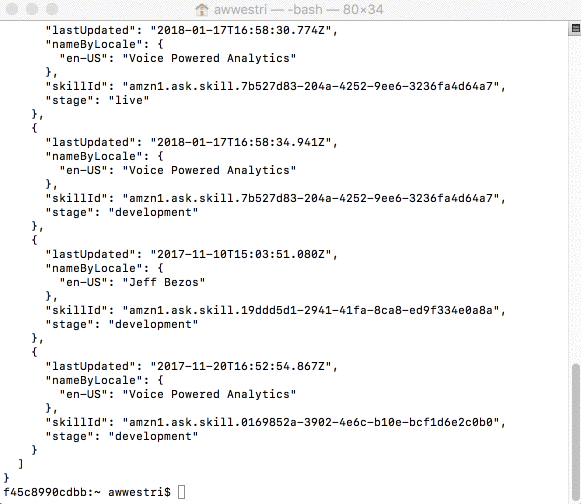 awwestri — -bash — 80×34
"lastUpdated": "2018-01-17T16:58:30.774Z",
"nameByLocale": {
"en-US": "Voice Powered Analytics"
},
"skillId": "amzn1.ask.skill.7b527d83-204a-4252-9ee6-3236fa4d64a7",
"stage": "live"
},
{
"lastUpdated": "2018-01-17T16:58:34.941Z",
"nameByLocale": {
"en-US": "Voice Powered Analytics"
},
"skillId": "amzn1.ask.skill.7b527d83-204a-4252-9ee6-3236fa4d64a7",
"stage": "development"
},
{
"lastUpdated": "2017-11-10T15:03:51.080Z",
"nameByLocale": {
"en-US": "Jeff Bezos"
},
"skillId": "amzn1.ask.skill.19ddd5d1-2941-41fa-8ca8-ed9f334e0a8a",
"stage": "development"
},
{
"lastUpdated": "2017-11-20T16:52:54.867Z",
"nameByLocale": {
"en-US": "Voice Powered Analytics"
},
"skillId": "amzn1.ask.skill.0169852a-3902-4e6c-b10e-bcf1d6e2c0b0",
"stage": "development"
}
]
}
f45c8990cdbb:~ awwestri$